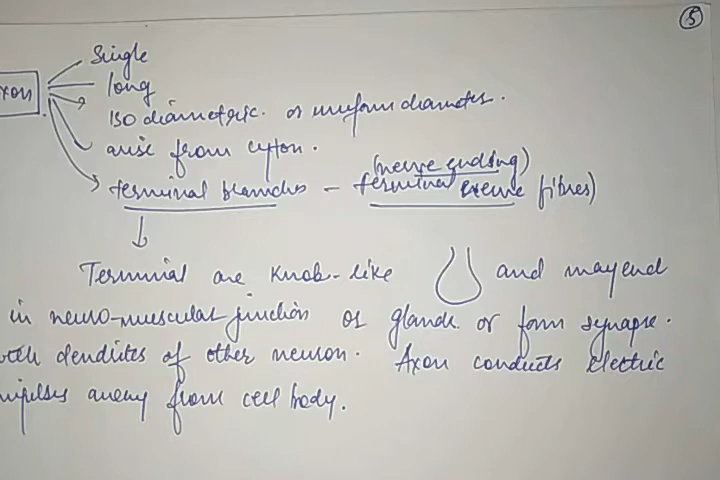 5
Single
long
xon
Iso diametric. or uniform diameter.
arise from cyton.
(nerve ending)
terminal branches - terminal nerve fibres)
Terminal are knob-like and may end
in neuro-muscular junction or glands or form synapse.
with dendrites of other neuron. Axon conducts electric
mpulses away from cell body.